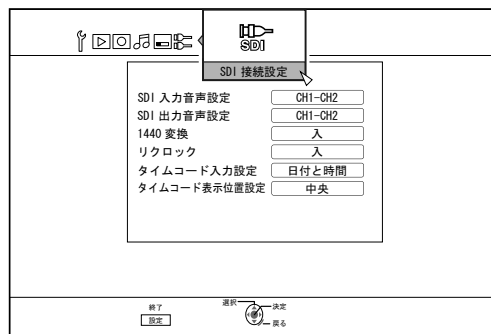 SDI
SDI 接続設定
SDI 入力音声設定 CH1-CH2
SDI 出力音声設定 CH1-CH2
1440 変換 入
リクロック 入
タイムコード入力設定 日付と時間
タイムコード表示位置設定 中央
終了
設定
選択
決定
戻る